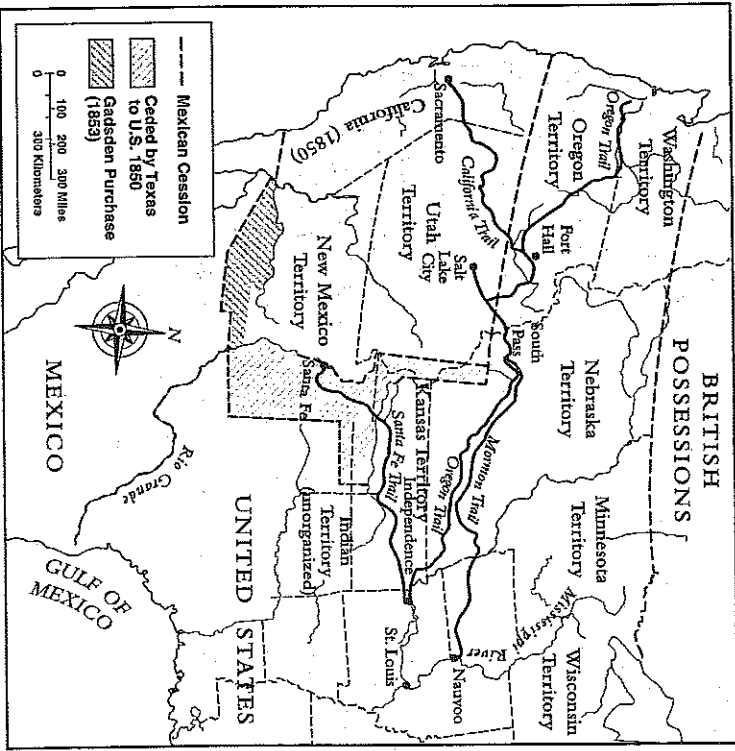 BRITISH
POSSESSIONS
Washington
Territory
Oregon Trail
Oregon
Territory
Fort
Hall
Nebraska
Territory
Minnesota
Territory
Wisconsin
Territory
Mississippi
River
South
Pass
California Trail
Sacramento
California (1850)
Utah
Territory
Salt
Lake
City
Mormon Trail
Oregon Trail
Nauvoo
Kansas Territory
Independence
St. Louis
Santa Fe Trail
Santa Fe
New Mexico
Territory
Indian
Territory
(unorganized)
UNITED STATES
Rio Grande
MEXICO
GULF OF
MEXICO
N
Mexican Cession
Ceded by Texas
to U.S. 1850
Gadsden Purchase
(1853)
0 100 200 300 Miles
0 300 Kilometers